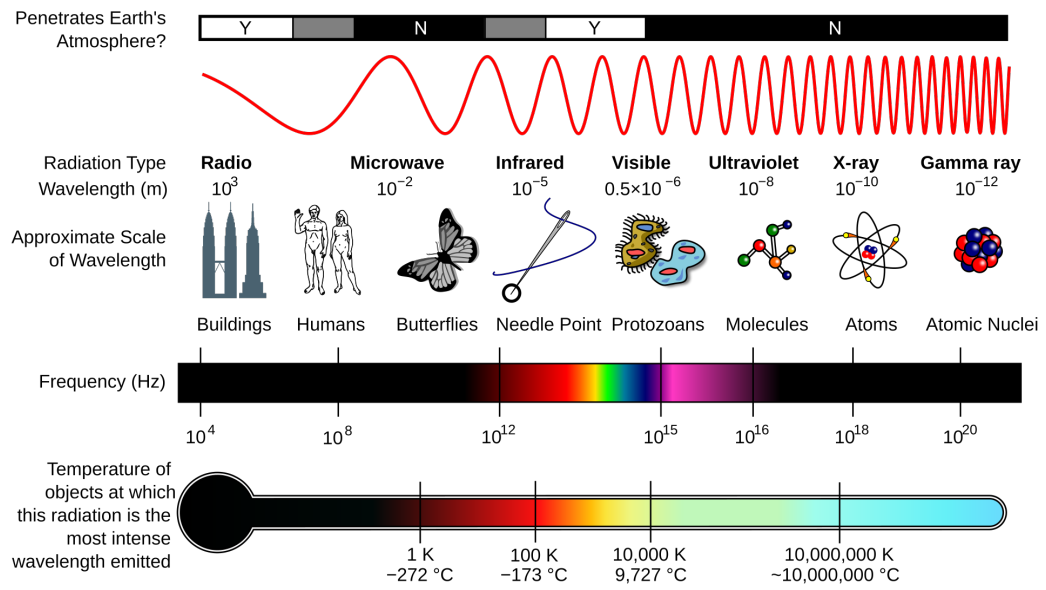 Penetrates Earth's
Atmosphere?
Y N Y N
Radiation Type
Radio Microwave Infrared Visible Ultraviolet X-ray Gamma ray
Wavelength (m)
10³ 10⁻² 10⁻⁵ 0.5×10⁻⁶ 10⁻⁸ 10⁻¹⁰ 10⁻¹²
Approximate Scale
of Wavelength
Buildings Humans Butterflies Needle Point Protozoans Molecules Atoms Atomic Nuclei
Frequency (Hz)
10⁴ 10⁸ 10¹² 10¹⁵ 10¹⁶ 10¹⁸ 10²⁰
Temperature of
objects at which
this radiation is the
most intense
wavelength emitted
1 K 100 K 10,000 K 10,000,000 K
−272 °C −173 °C 9,727 °C ~10,000,000 °C